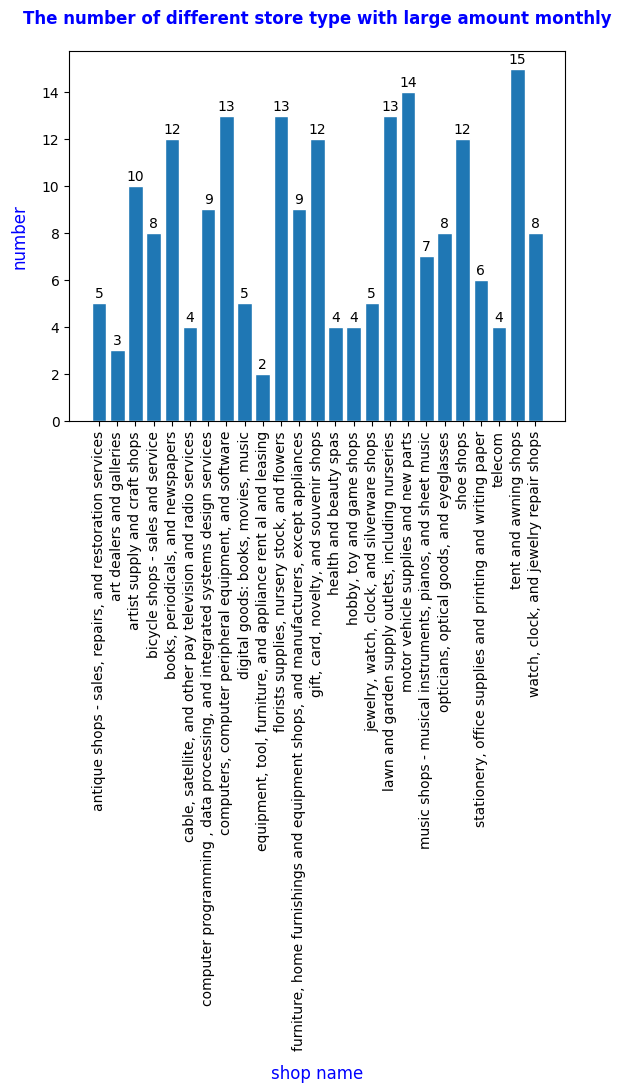 The number of different store type with large amount monthly
number
14
12
10
8
6
4
2
0
5
3
10
8
12
4
9
13
5
2
13
9
12
4
4
5
13
14
7
8
12
6
4
15
8
antique shops - sales, repairs, and restoration services
art dealers and galleries
artist supply and craft shops
bicycle shops - sales and service
books, periodicals, and newspapers
cable, satellite, and other pay television and radio services
computer programming , data processing, and integrated systems design services
computers, computer peripheral equipment, and software
digital goods: books, movies, music
equipment, tool, furniture, and appliance rent al and leasing
florists supplies, nursery stock, and flowers
furniture, home furnishings and equipment shops, and manufacturers, except appliances
gift, card, novelty, and souvenir shops
health and beauty spas
hobby, toy and game shops
jewelry, watch, clock, and silverware shops
lawn and garden supply outlets, including nurseries
motor vehicle supplies and new parts
music shops - musical instruments, pianos, and sheet music
opticians, optical goods, and eyeglasses
shoe shops
stationery, office supplies and printing and writing paper
telecom
tent and awning shops
watch, clock, and jewelry repair shops
shop name